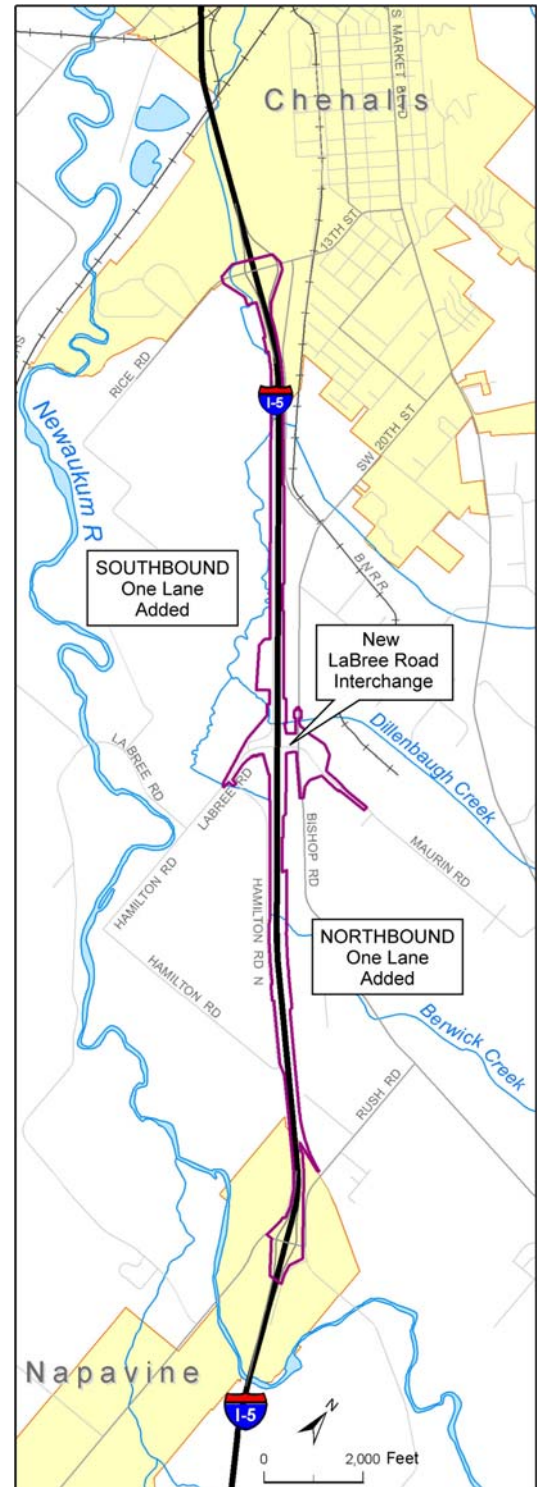 S MARKET BLVD
Chehalis
13TH ST
RICE RD
I-5
SW 20TH ST
Newaukum R
BNRR
SOUTHBOUND
One Lane
Added
New
LaBree Road
Interchange
Dillenbaugh Creek
LA BREE RD
LABREE RD
BISHOP RD
MAURIN RD
HAMILTON RD
HAMILTON RD N
HAMILTON RD
NORTHBOUND
One Lane
Added
Berwick Creek
RUSH RD
Napavine
I-5
N
0 2,000 Feet